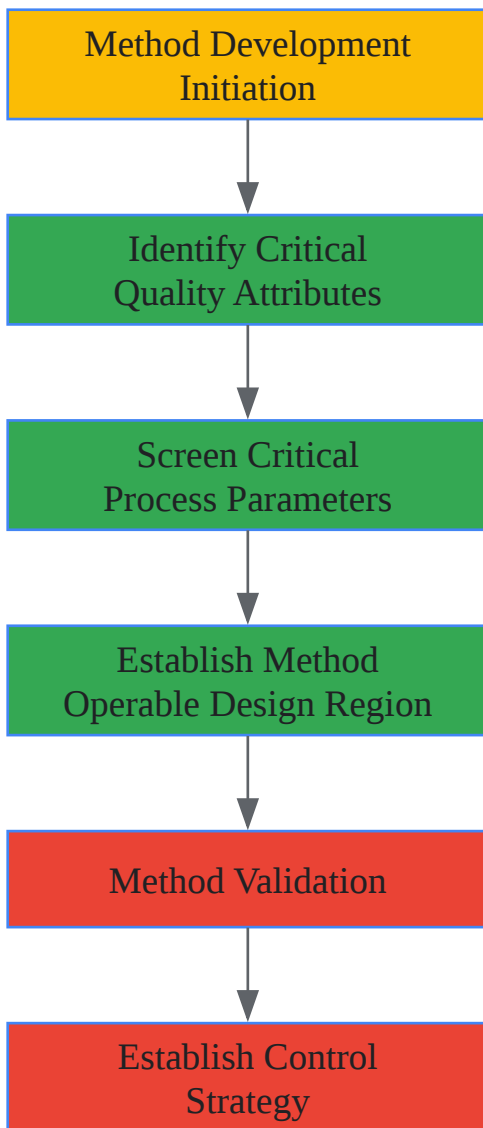 Method Development
Initiation
Identify Critical
Quality Attributes
Screen Critical
Process Parameters
Establish Method
Operable Design Region
Method Validation
Establish Control
Strategy